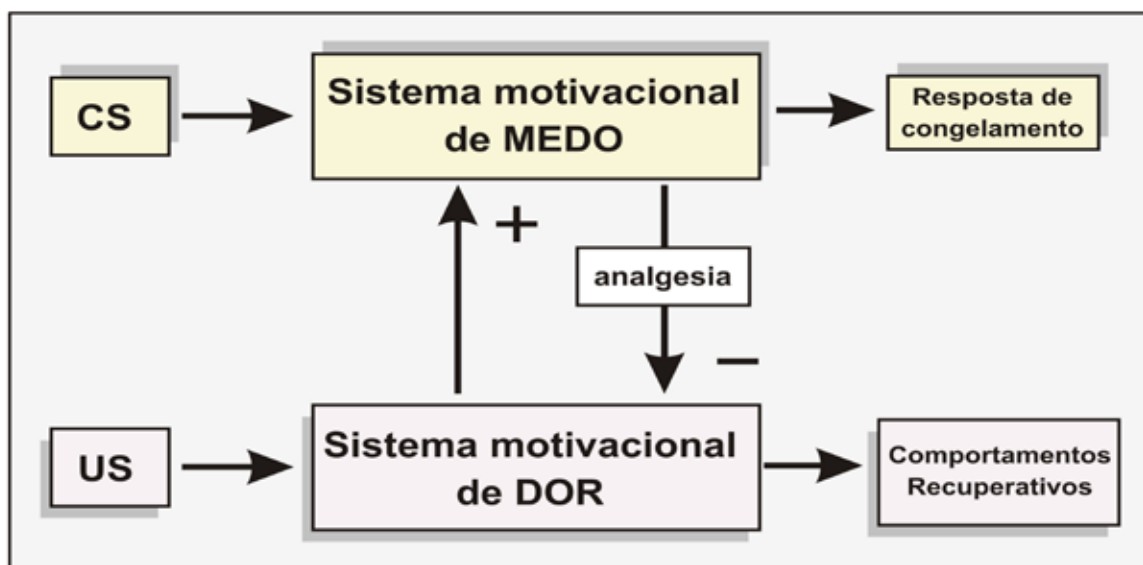 CS
Sistema motivacional
de MEDO
Resposta de
congelamento
+
analgesia
−
US
Sistema motivacional
de DOR
Comportamentos
Recuperativos